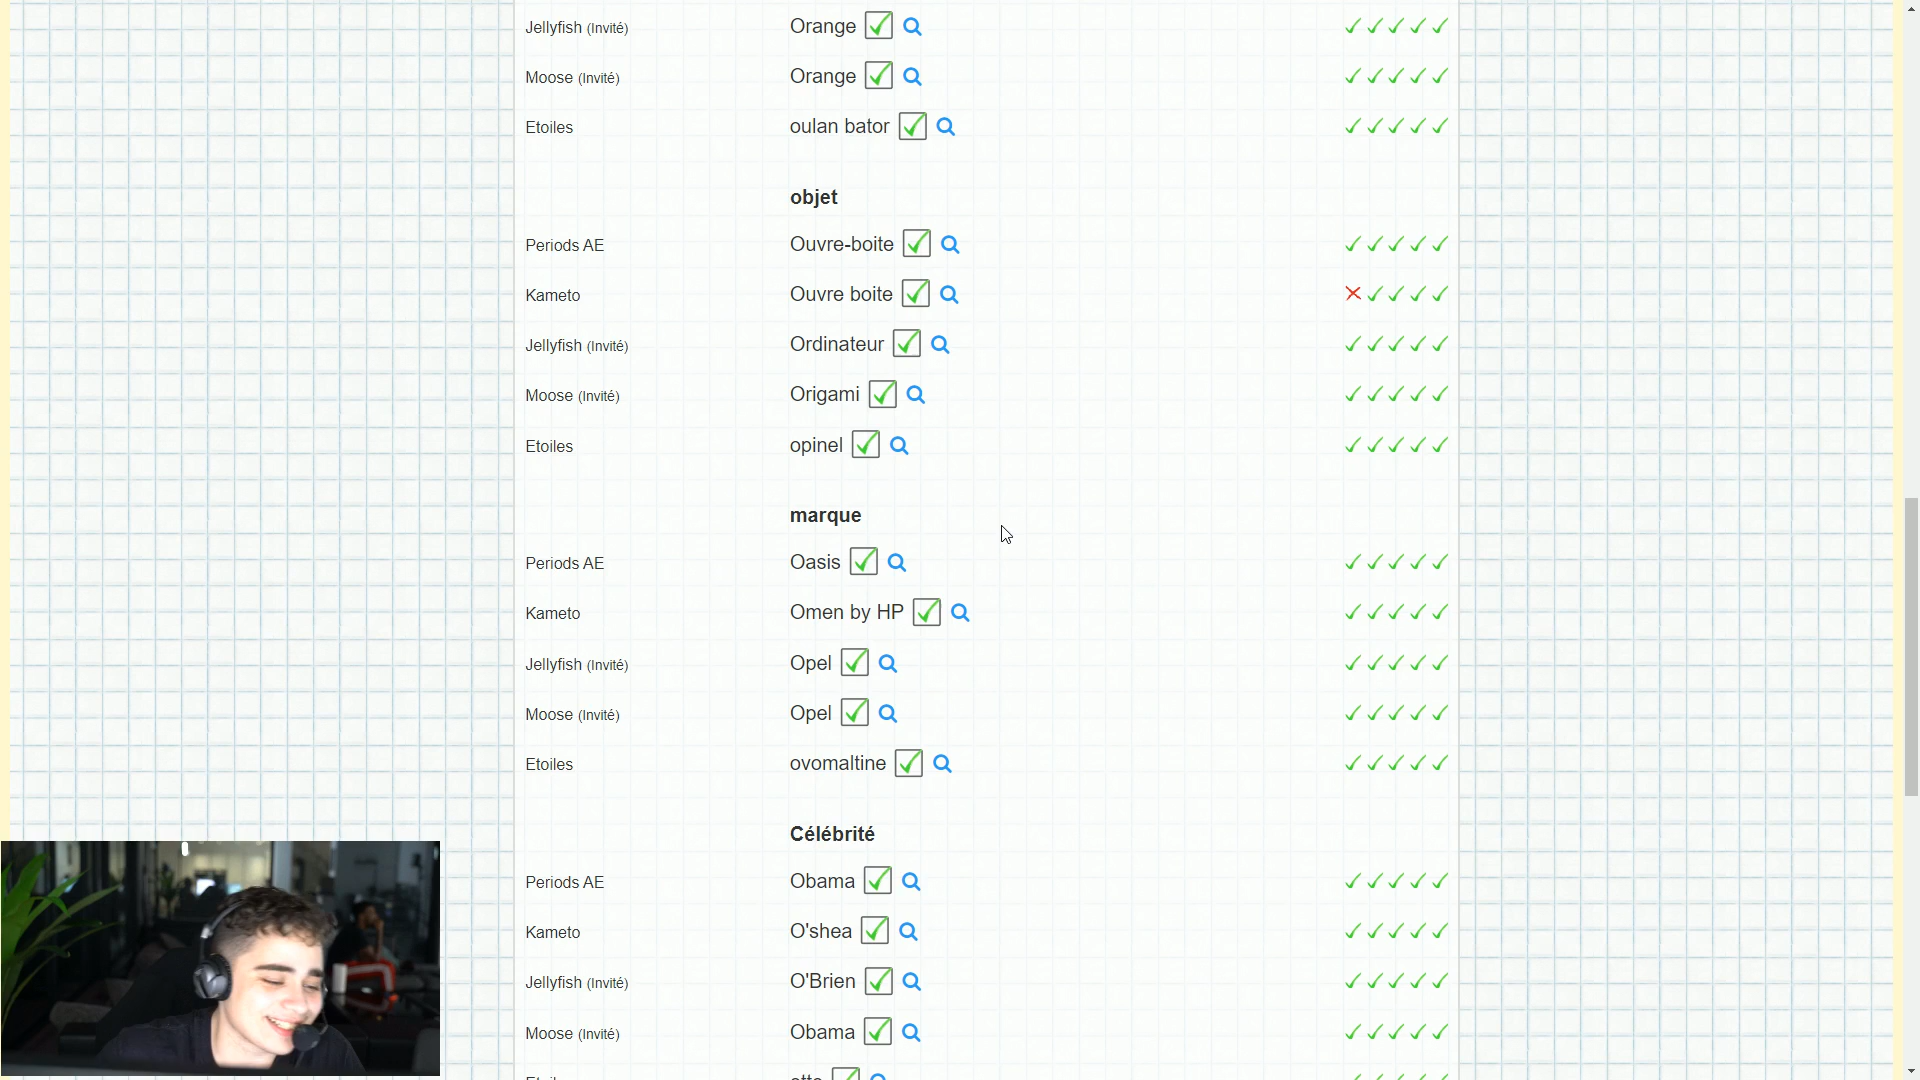 Jellyfish (Invité) Orange
Moose (Invité) Orange
Etoiles oulan bator
objet
Periods AE Ouvre-boite
Kameto Ouvre boite
Jellyfish (Invité) Ordinateur
Moose (Invité) Origami
Etoiles opinel
marque
Periods AE Oasis
Kameto Omen by HP
Jellyfish (Invité) Opel
Moose (Invité) Opel
Etoiles ovomaltine
Célébrité
Periods AE Obama
Kameto O'shea
Jellyfish (Invité) O'Brien
Moose (Invité) Obama